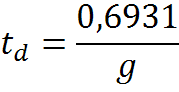 t_d = 0,6931 / g